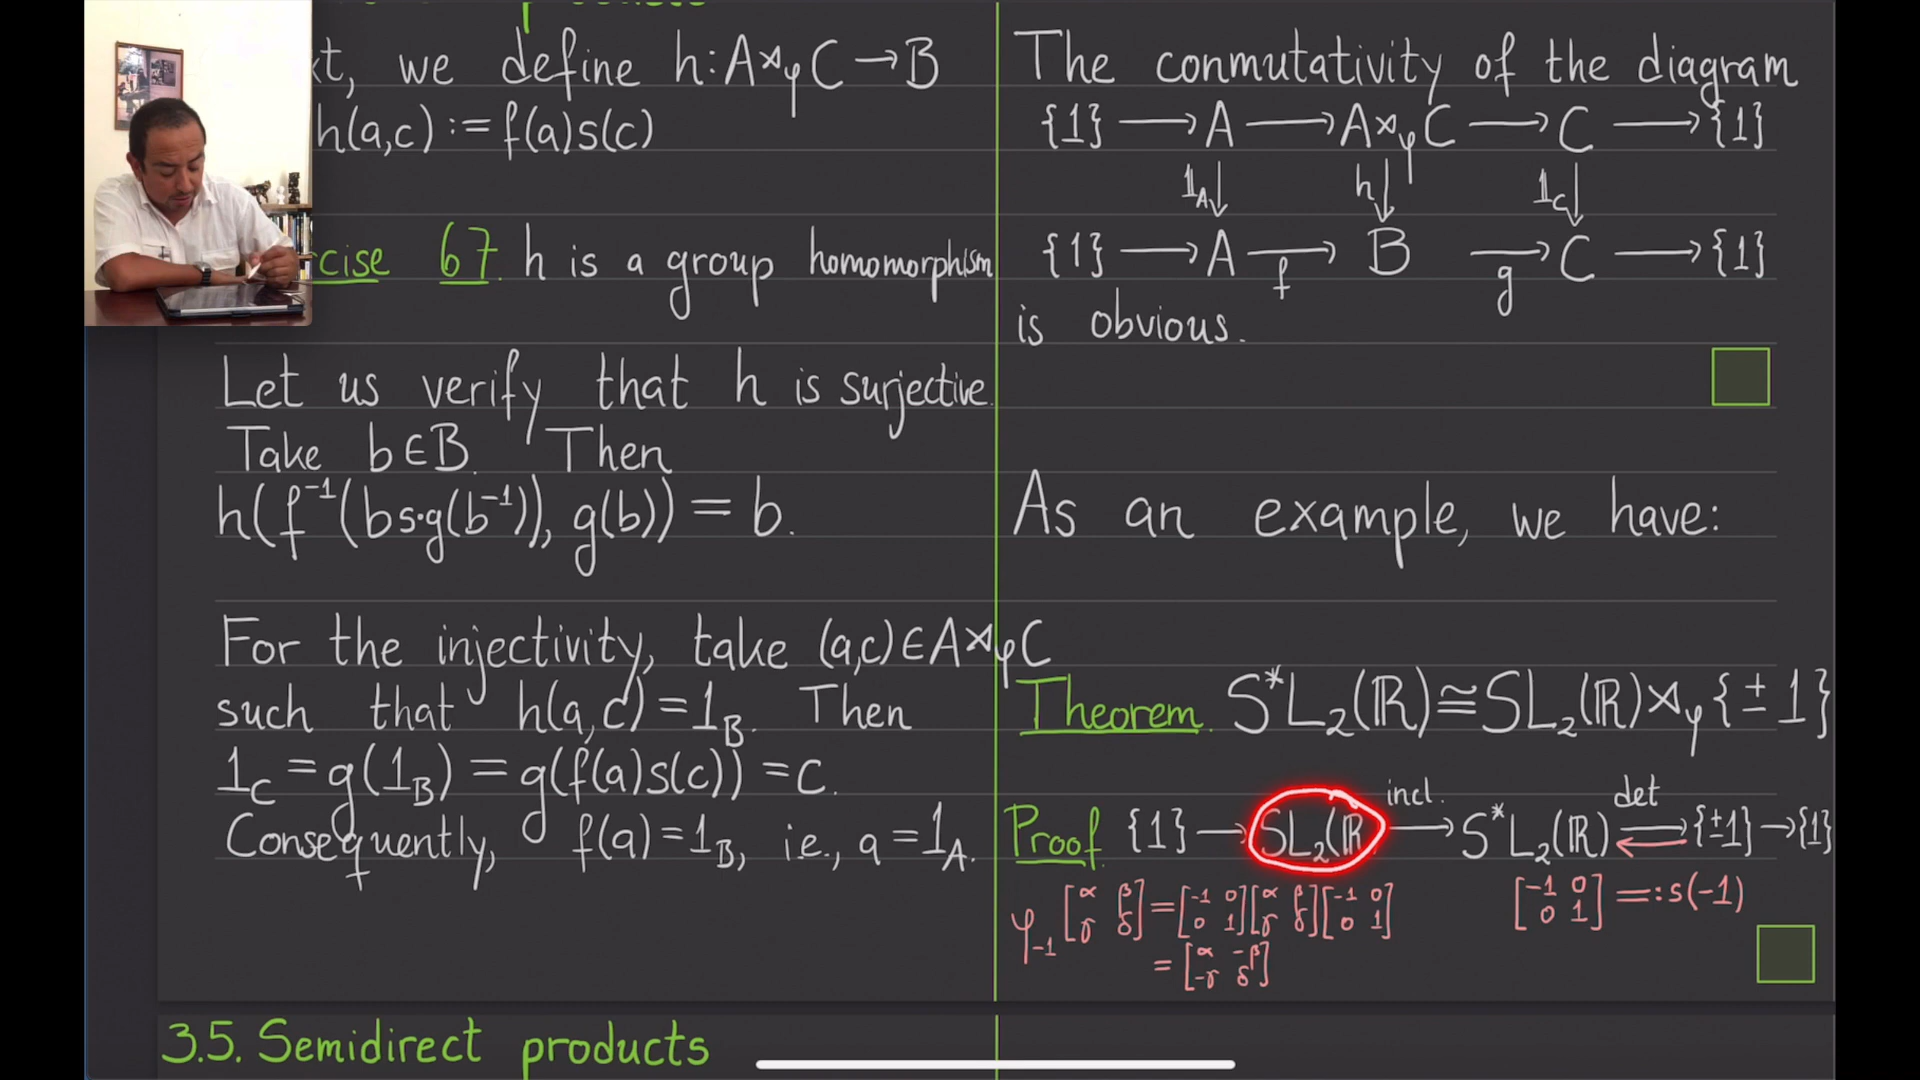 we define h:A⋊φC→B
h(a,c) := f(a)s(c)
cise 67. h is a group homomorphism
Let us verify that h is surjective.
Take b∈B. Then
h(f⁻¹(bs∘g(b⁻¹)), g(b)) = b.
For the injectivity, take (a,c)∈A⋊φC
such that h(a,c)=1_B. Then
1_C = g(1_B) = g(f(a)s(c)) = c.
Consequently, f(a)=1_B, i.e., a=1_A.
3.5. Semidirect products
The conmutativity of the diagram
{1} → A → A⋊φC → C → {1}
1_A↓ h↓ 1_C↓
{1} → A → B → C → {1}
f g
is obvious.
As an example, we have:
Theorem. S*L₂(ℝ)≅SL₂(ℝ)⋊φ{±1}
incl. det
Proof. {1} → SL₂(ℝ → S*L₂(ℝ) ⇄ {±1} → {1}
φ₋₁[α β; γ δ] = [-1 0; 0 1][α β; γ δ][-1 0; 0 1]
[-1 0; 0 1] =: s(-1)
= [α -β; -γ δ]